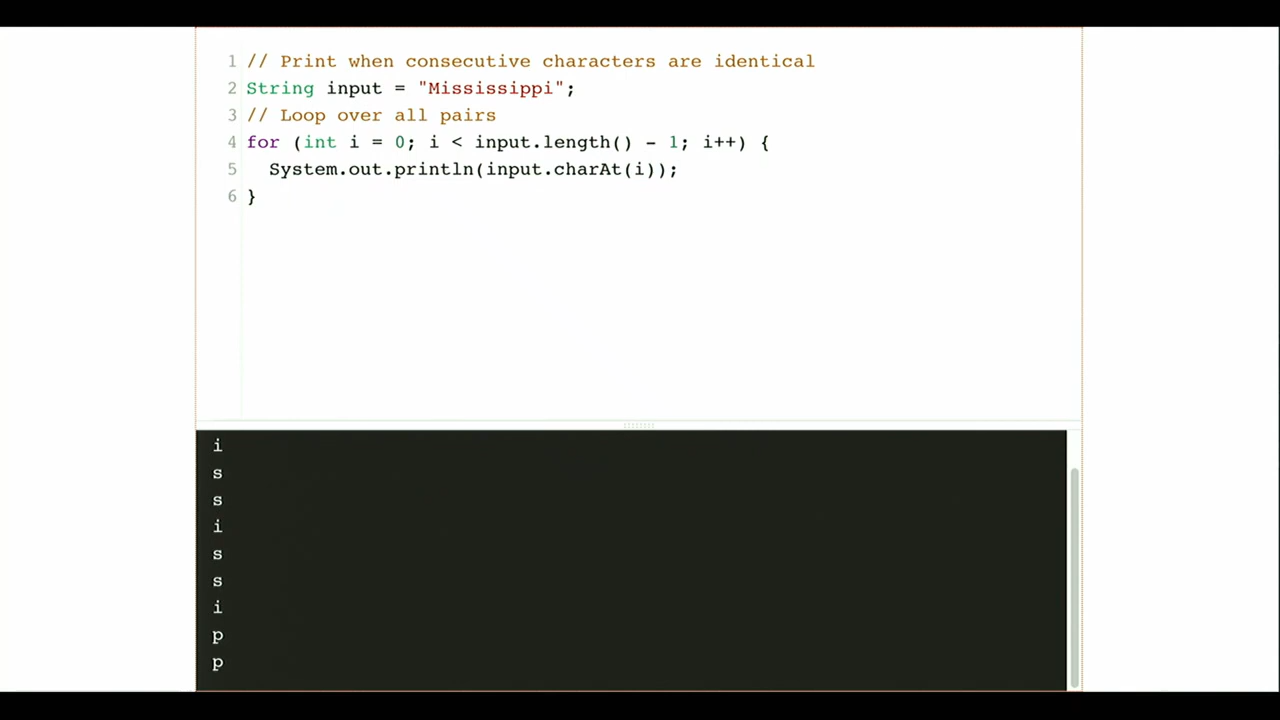 1 // Print when consecutive characters are identical
2 String input = "Mississippi";
3 // Loop over all pairs
4 for (int i = 0; i < input.length() - 1; i++) {
5   System.out.println(input.charAt(i));
6 }
i
s
s
i
s
s
i
p
p